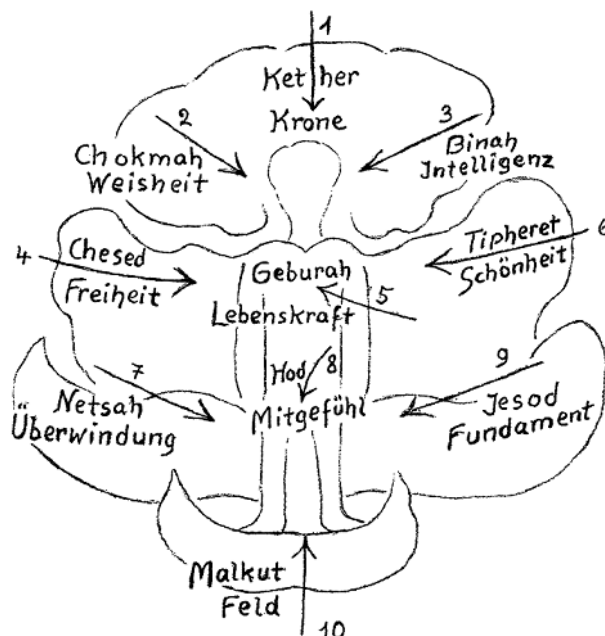 1
Kether
Krone
2
Chokmah
Weisheit
3
Binah
Intelligenz
4
Chesed
Freiheit
Geburah
Lebenskraft
5
6
Tipheret
Schönheit
7
Netsah
Überwindung
Hod
8
Mitgefühl
9
Jesod
Fundament
Malkut
Feld
10